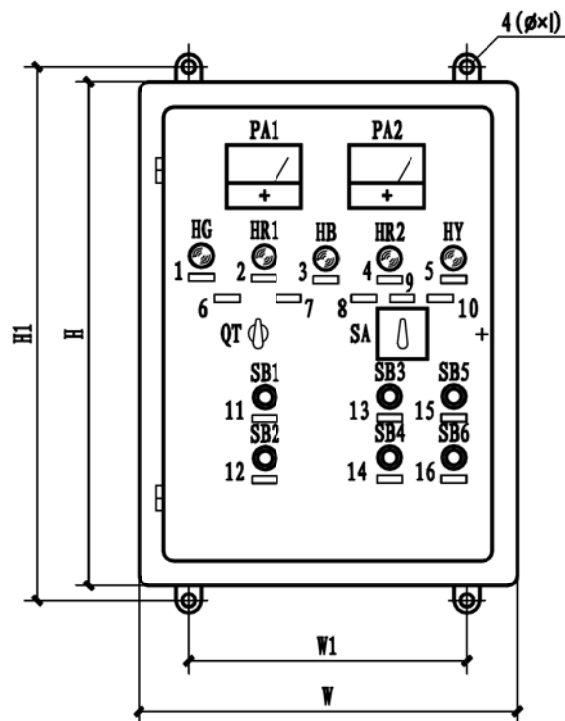 4(ø×l)
PA1 PA2
HG HR1 HB HR2 HY
1 2 3 4 5
9
6 7 8 10
QT SA
SB1 SB3 SB5
11 13 15
SB2 SB4 SB6
12 14 16
H1
H
W1
W